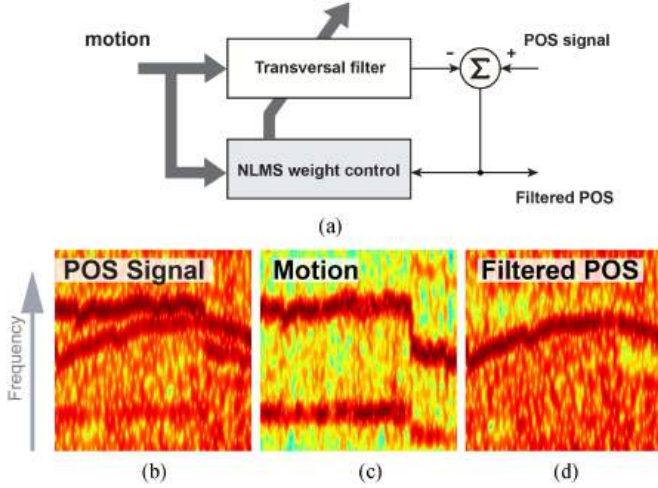 motion
Transversal filter
-
Σ
+
POS signal
NLMS weight control
Filtered POS
(a)
Frequency
POS Signal
Motion
Filtered POS
(b)
(c)
(d)